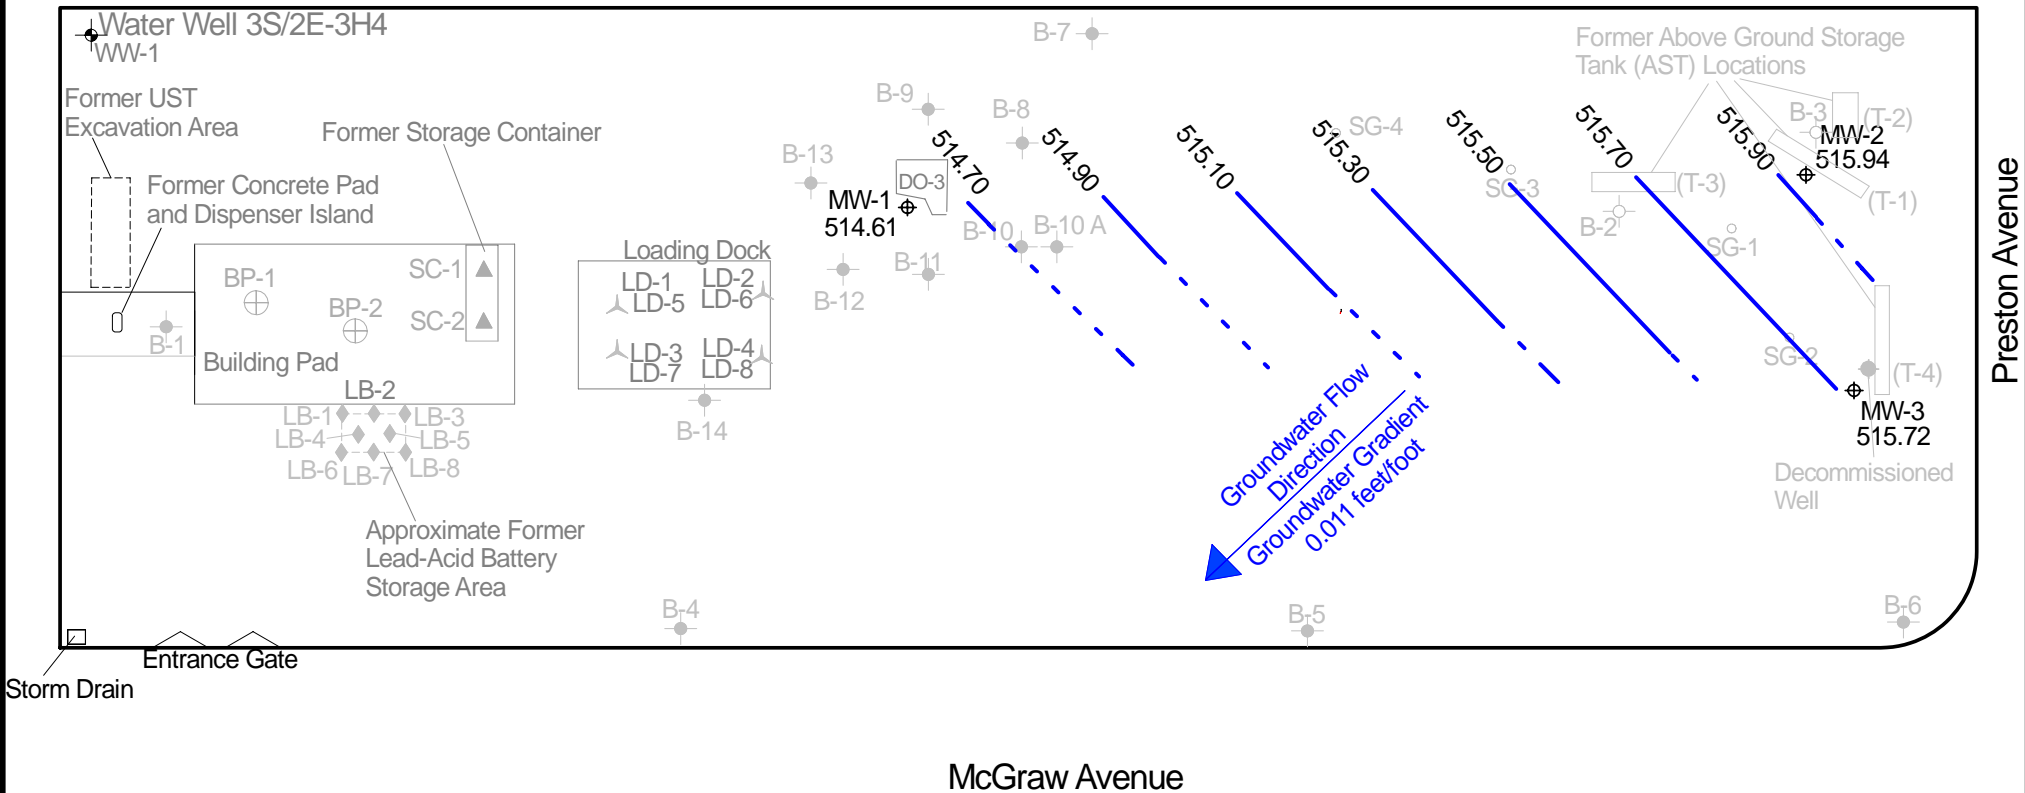 Water Well 3S/2E-3H4
WW-1
Former UST
Excavation Area
Former Storage Container
Former Concrete Pad
and Dispenser Island
BP-1
BP-2
SC-1
SC-2
B-1
Building Pad
LB-2
LB-1
LB-3
LB-4
LB-5
LB-6
LB-7
LB-8
Approximate Former
Lead-Acid Battery
Storage Area
Loading Dock
LD-1
LD-5
LD-2
LD-6
LD-3
LD-7
LD-4
LD-8
B-14
B-4
B-7
B-9
B-8
B-13
DO-3
MW-1
514.61
B-10
B-10 A
B-11
B-12
514.70
514.90
515.10
515.30
515.50
515.70
515.90
SG-4
SG-3
SG-1
SG-2
B-2
B-3
Former Above Ground Storage
Tank (AST) Locations
(T-2)
MW-2
515.94
(T-3)
(T-1)
(T-4)
MW-3
515.72
Decommissioned
Well
Groundwater Flow
Direction
Groundwater Gradient
0.011 feet/foot
B-5
B-6
Entrance Gate
Storm Drain
Preston Avenue
McGraw Avenue